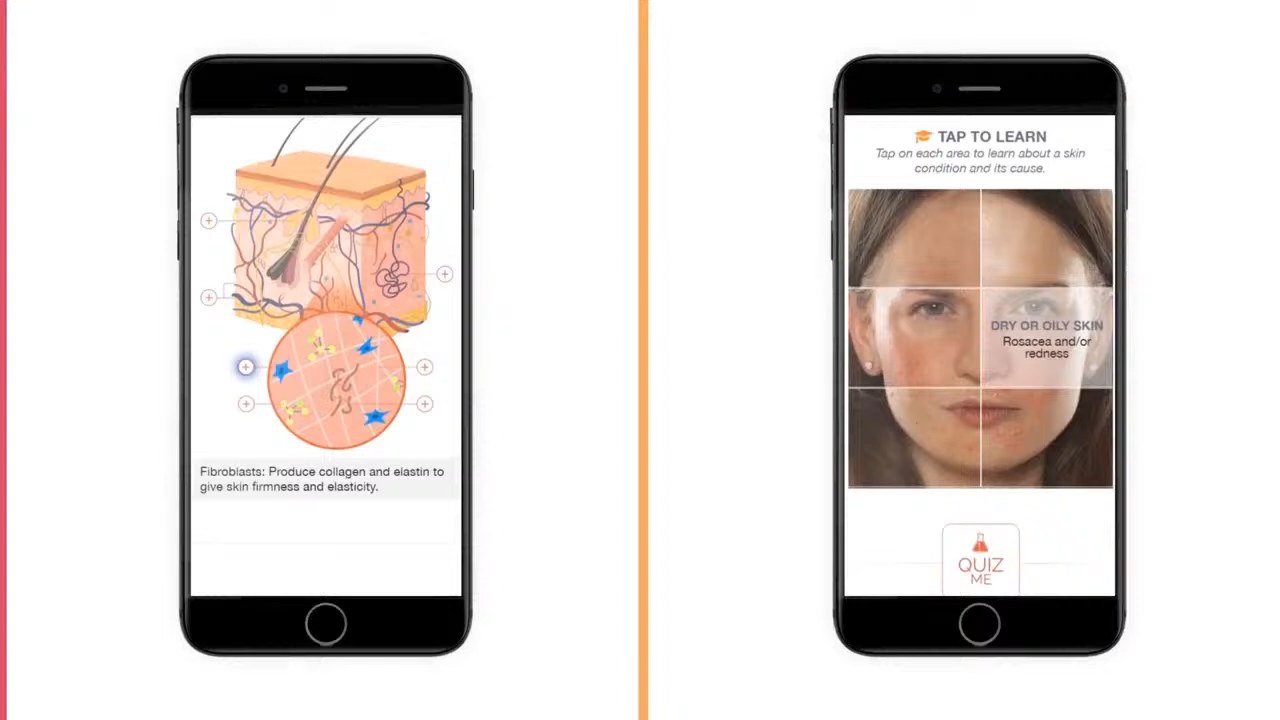 Fibroblasts: Produce collagen and elastin to
give skin firmness and elasticity.
TAP TO LEARN
Tap on each area to learn about a skin
condition and its cause.
DRY OR OILY SKIN
Rosacea and/or
redness
QUIZ
ME